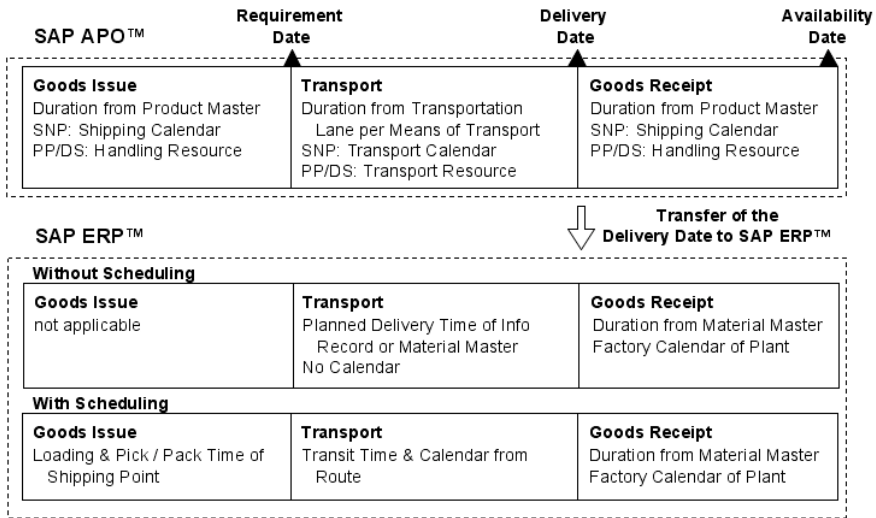 Requirement Date
Delivery Date
Availability Date
SAP APO™
Goods Issue
Duration from Product Master
SNP: Shipping Calendar
PP/DS: Handling Resource
Transport
Duration from Transportation
Lane per Means of Transport
SNP: Transport Calendar
PP/DS: Transport Resource
Goods Receipt
Duration from Product Master
SNP: Shipping Calendar
PP/DS: Handling Resource
Transfer of the
Delivery Date to SAP ERP™
SAP ERP™
Without Scheduling
Goods Issue
not applicable
Transport
Planned Delivery Time of Info
Record or Material Master
No Calendar
Goods Receipt
Duration from Material Master
Factory Calendar of Plant
With Scheduling
Goods Issue
Loading & Pick / Pack Time of
Shipping Point
Transport
Transit Time & Calendar from
Route
Goods Receipt
Duration from Material Master
Factory Calendar of Plant